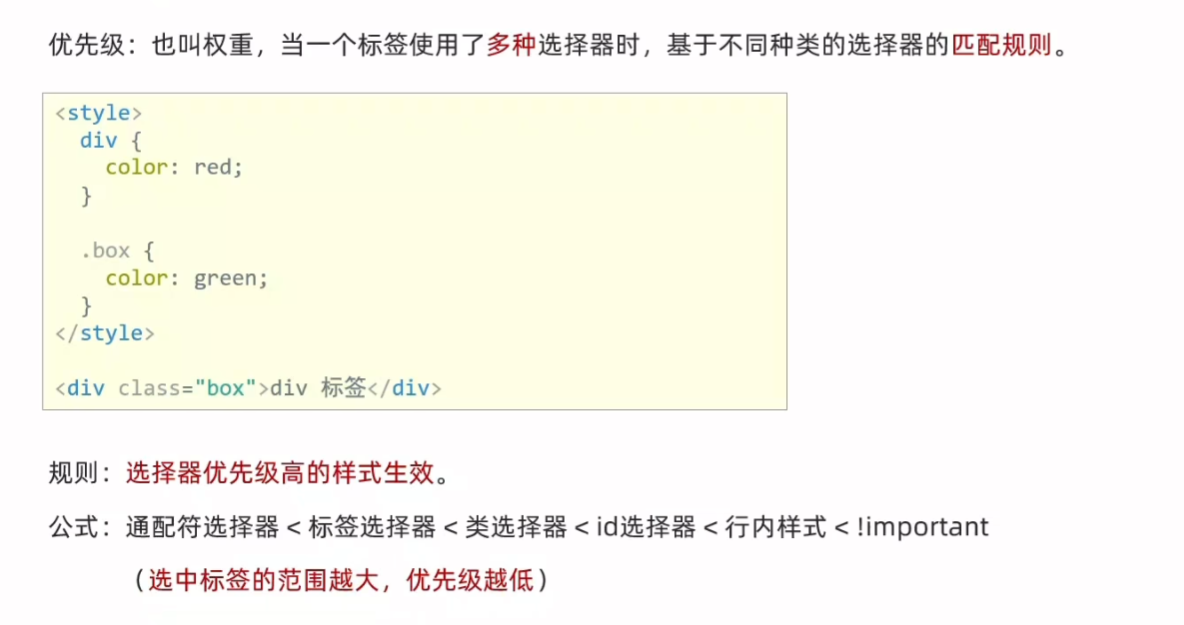 优先级：也叫权重，当一个标签使用了多种选择器时，基于不同种类的选择器的匹配规则。
<style>
  div {
    color: red;
  }
  .box {
    color: green;
  }
</style>
<div class="box">div 标签</div>
规则：选择器优先级高的样式生效。
公式：通配符选择器 < 标签选择器 < 类选择器 < id选择器 < 行内样式 < !important
（选中标签的范围越大，优先级越低）